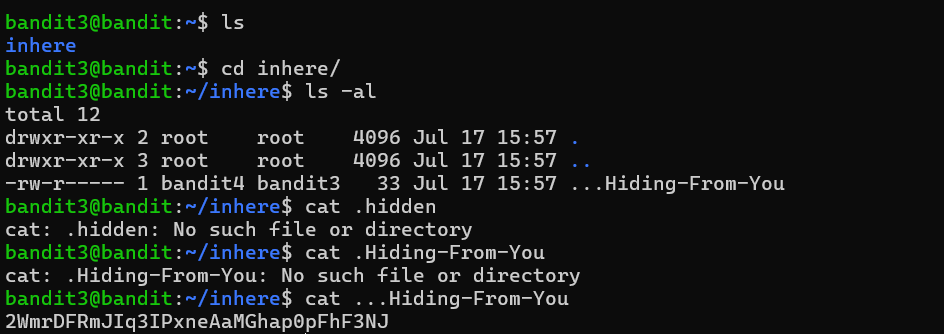 bandit3@bandit:~$ ls
inhere
bandit3@bandit:~$ cd inhere/
bandit3@bandit:~/inhere$ ls -al
total 12
drwxr-xr-x 2 root    root    4096 Jul 17 15:57 .
drwxr-xr-x 3 root    root    4096 Jul 17 15:57 ..
-rw-r----- 1 bandit4 bandit3   33 Jul 17 15:57 ...Hiding-From-You
bandit3@bandit:~/inhere$ cat .hidden
cat: .hidden: No such file or directory
bandit3@bandit:~/inhere$ cat .Hiding-From-You
cat: .Hiding-From-You: No such file or directory
bandit3@bandit:~/inhere$ cat ...Hiding-From-You
2WmrDFRmJIq3IPxneAaMGhap0pFhF3NJ